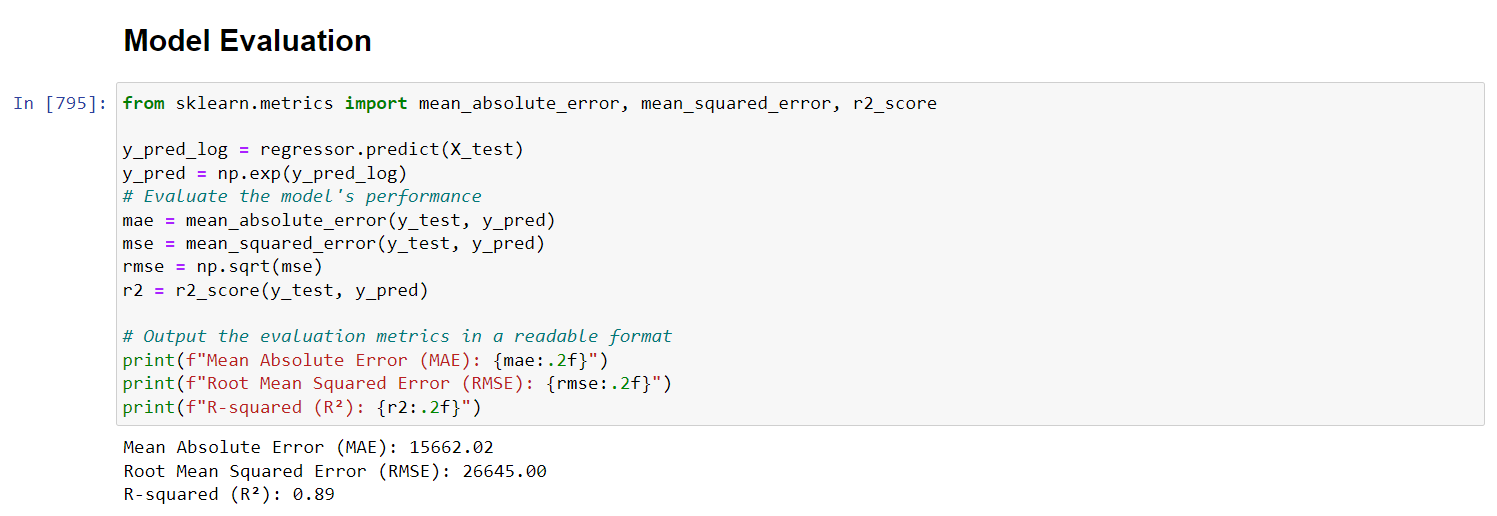 Model Evaluation
In [795]:
from sklearn.metrics import mean_absolute_error, mean_squared_error, r2_score
y_pred_log = regressor.predict(X_test)
y_pred = np.exp(y_pred_log)
# Evaluate the model's performance
mae = mean_absolute_error(y_test, y_pred)
mse = mean_squared_error(y_test, y_pred)
rmse = np.sqrt(mse)
r2 = r2_score(y_test, y_pred)
# Output the evaluation metrics in a readable format
print(f"Mean Absolute Error (MAE): {mae:.2f}")
print(f"Root Mean Squared Error (RMSE): {rmse:.2f}")
print(f"R-squared (R²): {r2:.2f}")
Mean Absolute Error (MAE): 15662.02
Root Mean Squared Error (RMSE): 26645.00
R-squared (R²): 0.89